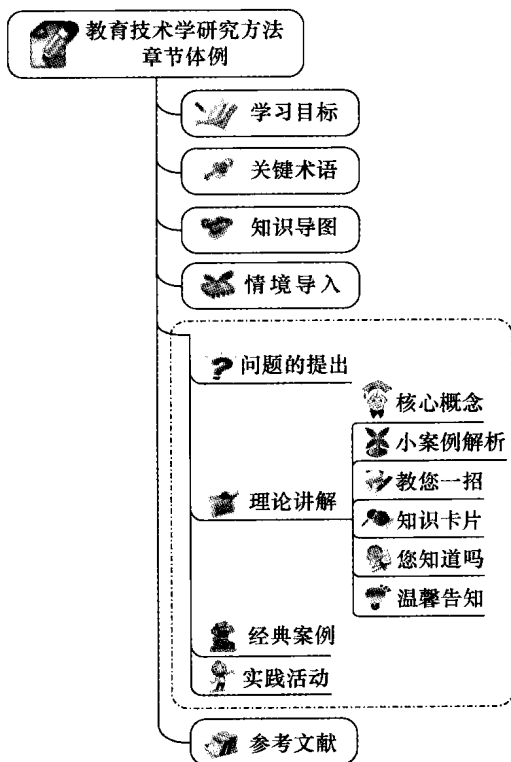 教育技术学研究方法
章节体例
学习目标
关键术语
知识导图
情境导入
问题的提出
核心概念
小案例解析
教您一招
理论讲解
知识卡片
您知道吗
温馨告知
经典案例
实践活动
参考文献